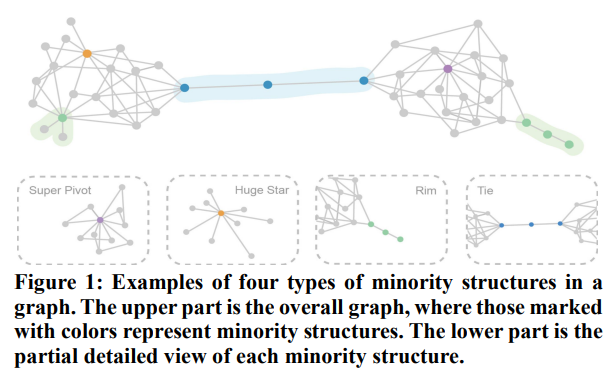 Super Pivot
Huge Star
Rim
Tie
Figure 1: Examples of four types of minority structures in a
graph. The upper part is the overall graph, where those marked
with colors represent minority structures. The lower part is the
partial detailed view of each minority structure.